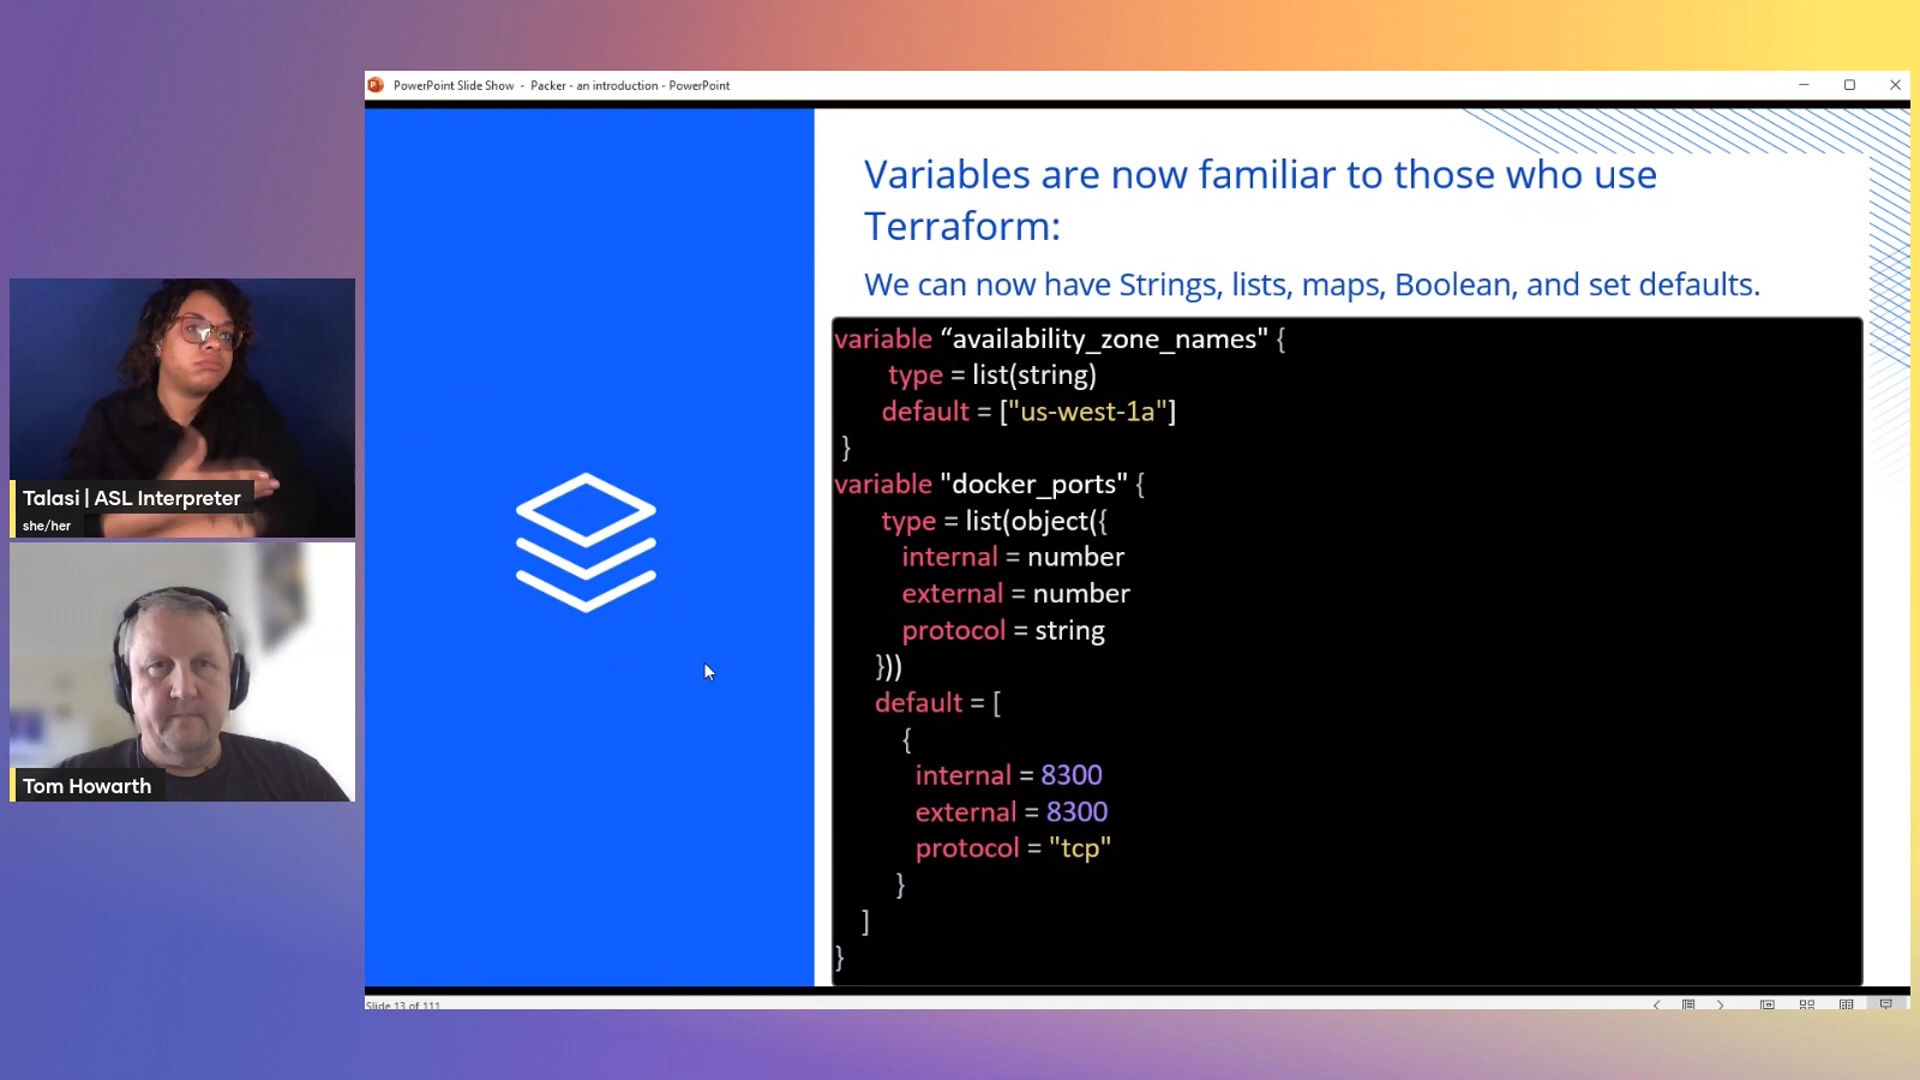 PowerPoint Slide Show - Packer - an introduction - PowerPoint
Variables are now familiar to those who use
Terraform:
We can now have Strings, lists, maps, Boolean, and set defaults.
variable “availability_zone_names" {
type = list(string)
default = ["us-west-1a"]
}
variable "docker_ports" {
type = list(object({
internal = number
external = number
protocol = string
}))
default = [
{
internal = 8300
external = 8300
protocol = "tcp"
}
]
}
Talasi | ASL Interpreter
she/her
Tom Howarth
Slide 13 of 111